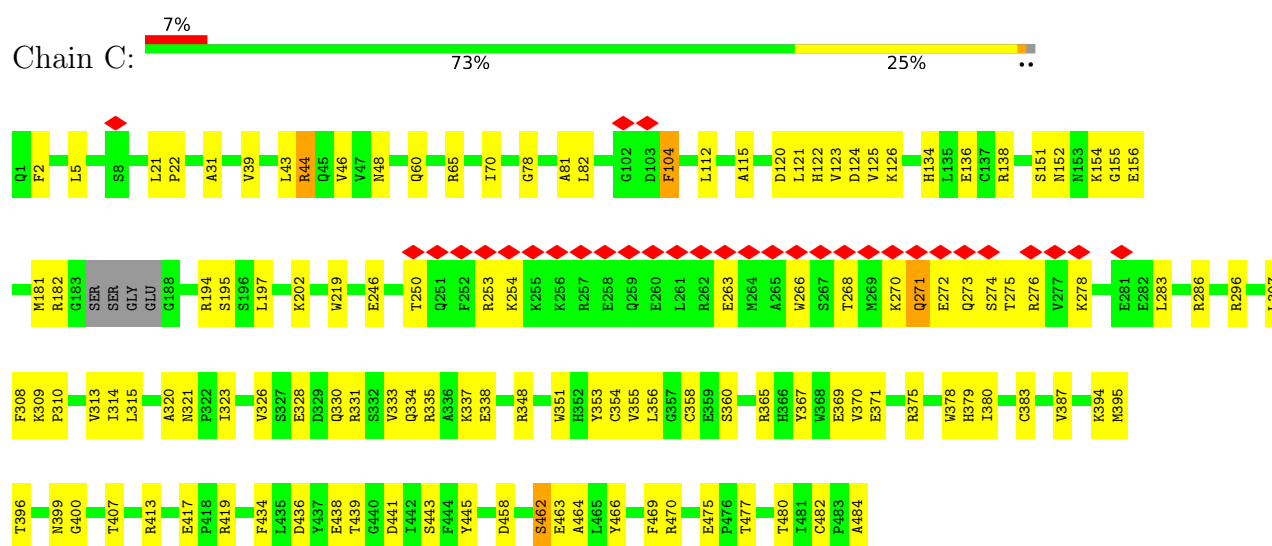 7%
Chain C:
73% 25% ••
Q1 F2 L5 S8 L21 P22 A31 V39 L43 R44 Q45 V46 V47 N48 Q60 R65 I70 G78 A81 L82 G102 D103 F104 L112 A115 D120 L121 H122 V123 D124 V125 K126 H134 L135 E136 C137 R138 S151 N152 N153 K154 G155 E156
M181 R182 G183 SER SER GLY GLU G188 R194 S195 S196 L197 K202 W219 E246 T250 Q251 F252 R253 K254 K255 K256 R257 E258 Q259 E260 L261 R262 E263 M264 A265 W266 S267 T268 M269 K270 Q271 E272 Q273 S274 T275 R276 V277 K278 E281 E282 L283 R286 R296
F308 K309 P310 V313 I314 L315 A320 N321 P322 I323 V326 S327 E328 D329 Q330 R331 S332 V333 Q334 R335 A336 K337 E338 R348 W351 H352 Y353 C354 V355 L356 G357 C358 E359 S360 R365 H366 Y367 W368 E369 V370 E371 R375 W378 H379 I380 C383 V387 K394 M395
T396 N399 G400 T407 R413 E417 P418 R419 F434 L435 D436 Y437 E438 T439 G440 D441 I442 S443 F444 Y445 D458 S462 E463 A464 L465 Y466 F469 R470 E475 P476 T477 T480 I481 C482 P483 A484